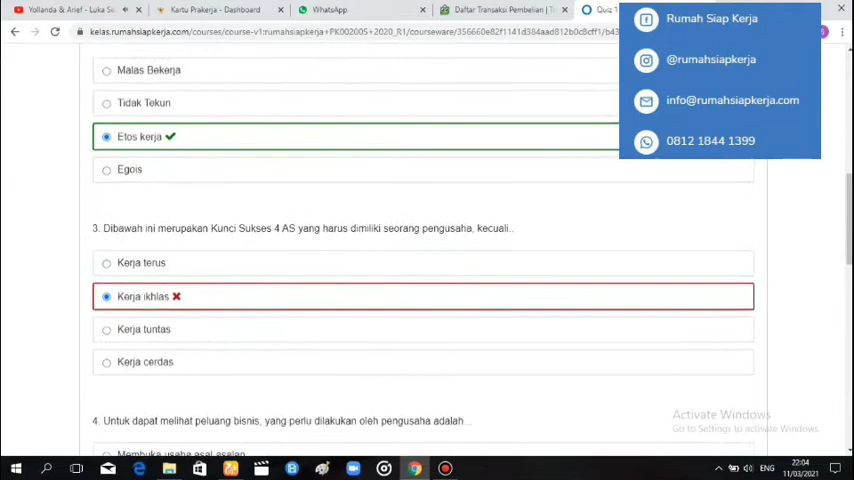 Yollanda & Arief - Luka Se
Kartu Prakerja - Dashboard
WhatsApp
Daftar Transaksi Pembelian | T
Quiz
kelas.rumahsiapkerja.com/courses/course-v1:rumahsiapkerja+PK002005+2020_R1/courseware/356660e82f1141d384aad812b0c8cff1/b43
Rumah Siap Kerja
@rumahsiapkerja
info@rumahsiapkerja.com
0812 1844 1399
Malas Bekerja
Tidak Tekun
Etos kerja
Egois
3. Dibawah ini merupakan Kunci Sukses 4 AS yang harus dimiliki seorang pengusaha, kecuali..
Kerja terus
Kerja ikhlas
Kerja tuntas
Kerja cerdas
4. Untuk dapat melihat peluang bisnis, yang perlu dilakukan oleh pengusaha adalah...
Membuka usaha asal asalan
Activate Windows
Go to Settings to activate Windows.
ENG
22:04
11/03/2021